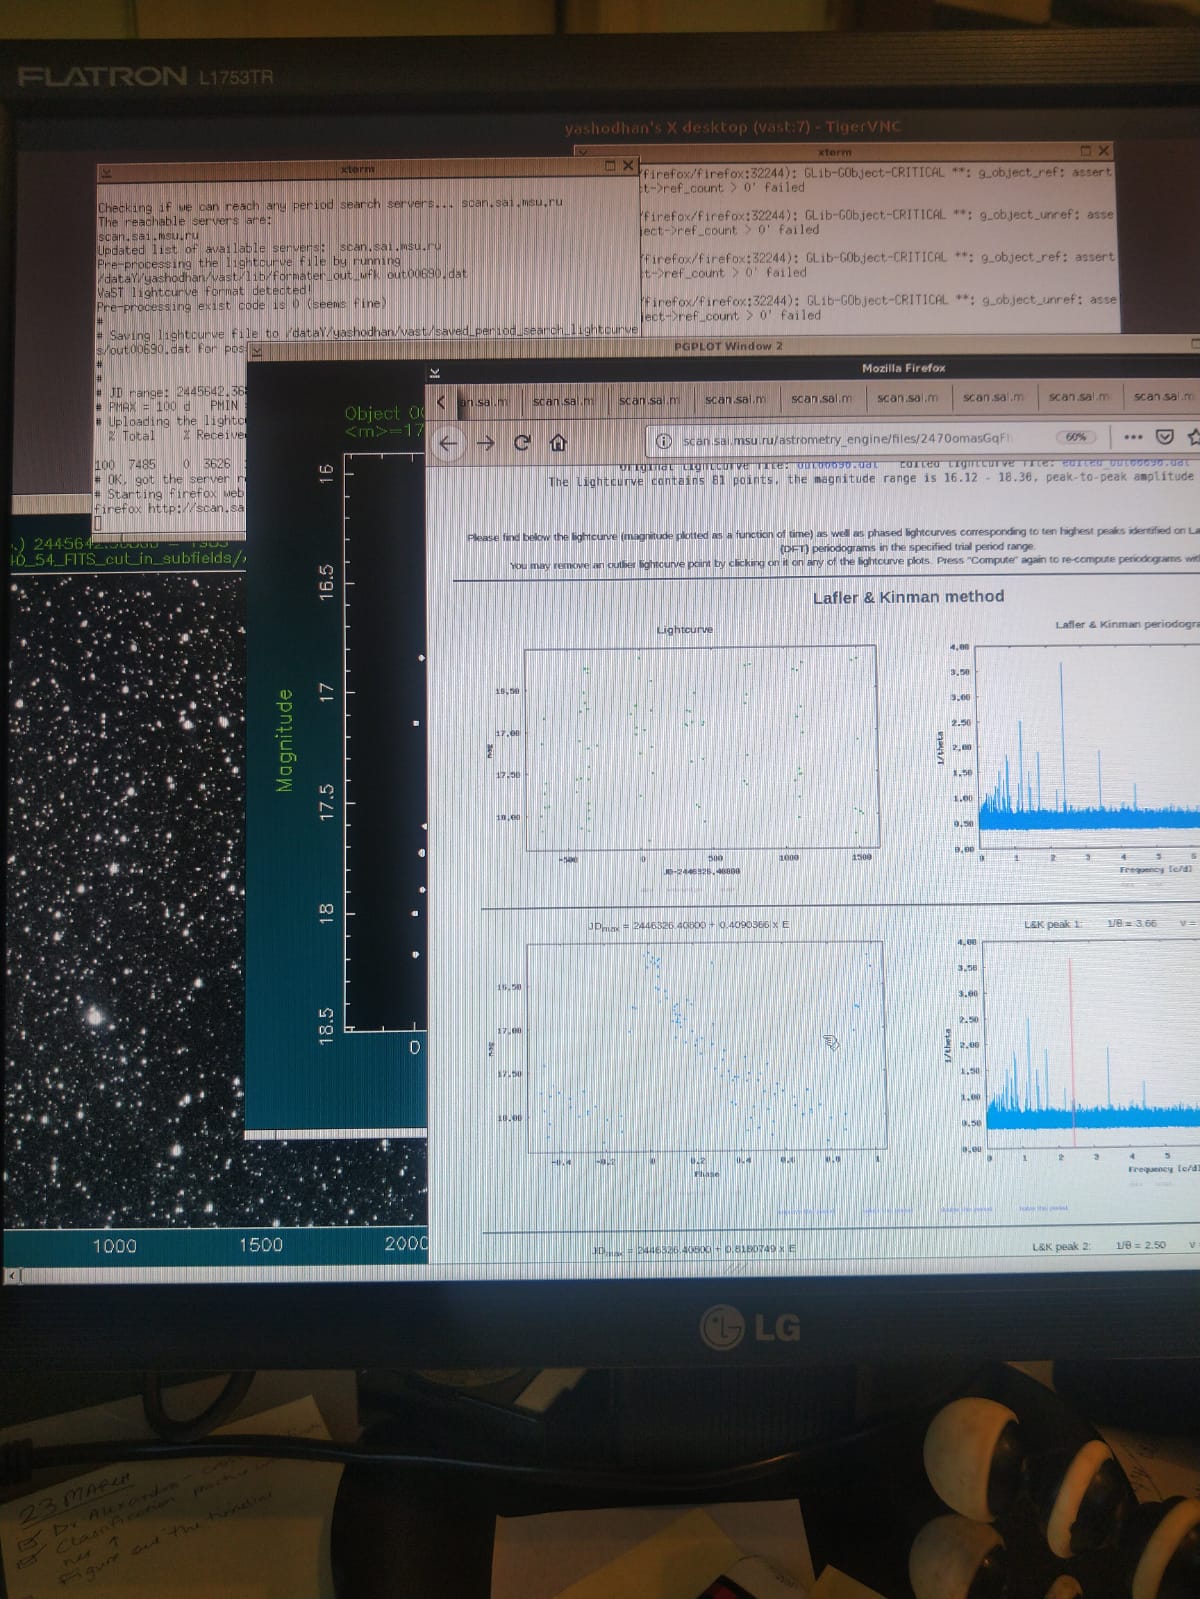 FLATRON L1753TR
yashodhan's X desktop (vast:7) - TigerVNC
xterm
Checking if we can reach any period search servers... scan.sai.msu.ru
The reachable servers are:
scan.sai.msu.ru
Updated list of available servers: scan.sai.msu.ru
Pre-processing the lightcurve file by running
/dataY/yashodhan/vast/lib/formater_out_wfk out00690.dat
VaST lightcurve format detected!
Pre-processing exist code is 0 (seems fine)
#
# Saving lightcurve file to /dataY/yashodhan/vast/saved_period_search_lightcurve
s/out00690.dat for pos
#
#
# JD range: 2445642.36
# PMAX = 100 d PMIN
# Uploading the lightc
% Total % Receive
100 7485 0 3626
# OK, got the server r
# Starting firefox web
firefox http://scan.sa
xterm
/firefox/firefox:32244): GLib-GObject-CRITICAL **: g_object_ref: assert
t->ref_count > 0' failed
/firefox/firefox:32244): GLib-GObject-CRITICAL **: g_object_unref: asse
ject->ref_count > 0' failed
/firefox/firefox:32244): GLib-GObject-CRITICAL **: g_object_ref: assert
t->ref_count > 0' failed
/firefox/firefox:32244): GLib-GObject-CRITICAL **: g_object_unref: asse
ject->ref_count > 0' failed
PGPLOT Window 2
Object
<m>=17
Magnitude
16
16.5
17
17.5
18
18.5
0
_54_FITS_cut_in_subfields/
1000 1500 2000
Mozilla Firefox
an.sai.m scan.sai.m scan.sai.m scan.sai.m scan.sai.m scan.sai.m scan.sai.m scan.sai.m scan.sai.m
scan.sai.msu.ru/astrometry_engine/files/2470omasGqF 60%
Original lightcurve file: out00690.dat Edited lightcurve file: edited_out00690.dat
The Lightcurve contains 81 points, the magnitude range is 16.12 - 18.36, peak-to-peak amplitude
Please find below the lightcurve (magnitude plotted as a function of time) as well as phased lightcurves corresponding to ten highest peaks identified on La
(DFT) periodograms in the specified trial period range.
You may remove an outlier lightcurve point by clicking on it on any of the lightcurve plots. Press "Compute" again to re-compute periodograms wit
Lafler & Kinman method
Lightcurve
mag
16.50
17.00
17.50
18.00
-500 0 500 1000 1500
Lafler & Kinman periodogra
1/theta
4.00
3.50
3.00
2.50
2.00
1.50
1.00
0.50
0.00
0 1 2 3 4 5 6
Frequency [c/d]
JDmax = 2446326.40800 + 0.4090366 x E
mag
16.50
17.00
17.50
18.00
-0.4 -0.2 0 0.2 0.4 0.6 0.8 1
Phase
L&K peak 1: 1/θ = 3.66 ν =
1/theta
4.00
3.50
3.00
2.50
2.00
1.50
1.00
0.50
0.00
0 1 2 3 4 5
Frequency [c/d]
L&K peak 2: 1/θ = 2.50 ν
LG
23 MARCH
Dr. Alexandra
Classification
Figure out the